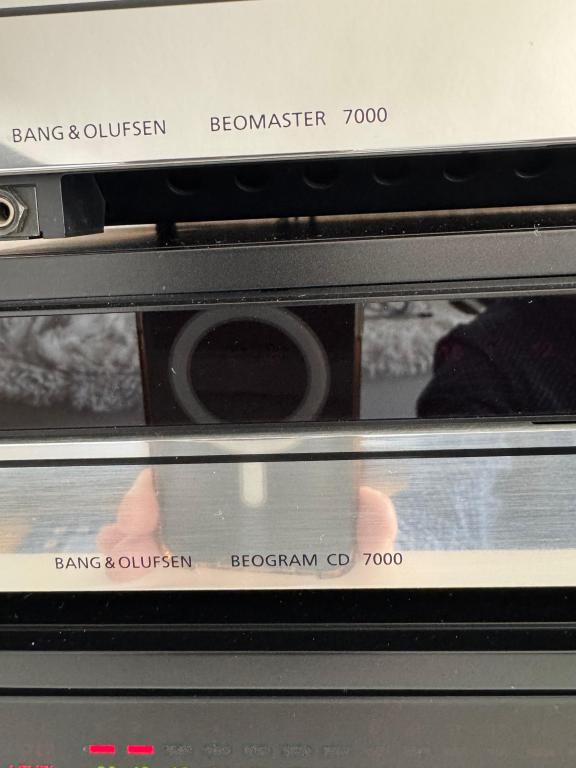 BANG & OLUFSEN BEOMASTER 7000
BANG & OLUFSEN BEOGRAM CD 7000